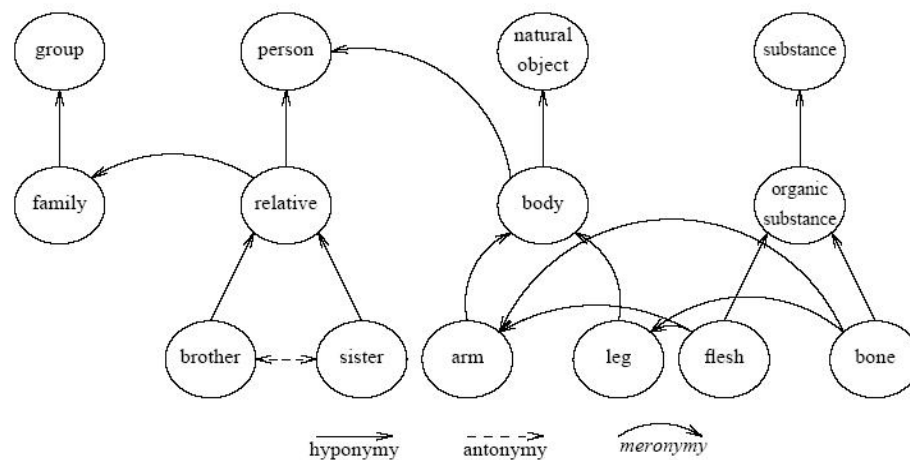 group
person
natural
object
substance
family
relative
body
organic
substance
brother
sister
arm
leg
flesh
bone
hyponymy
antonymy
meronymy